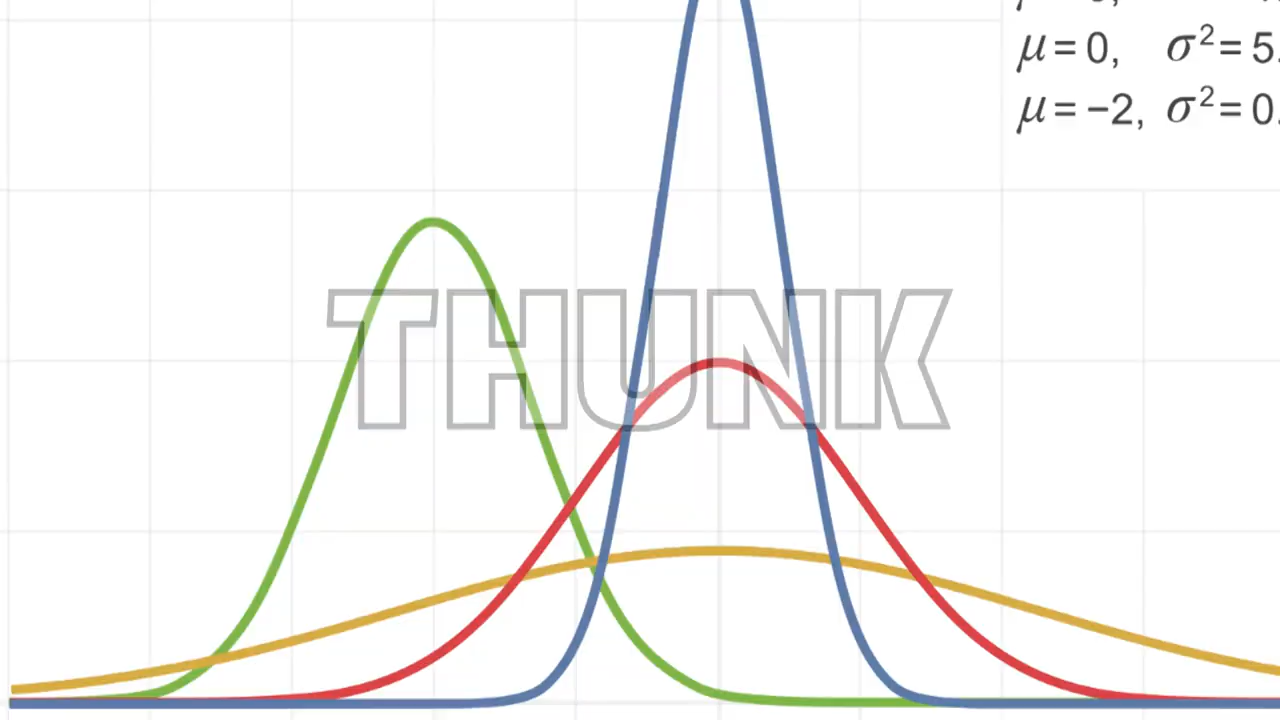 μ = 0, σ² = 5.
μ = −2, σ² = 0.
THUNK